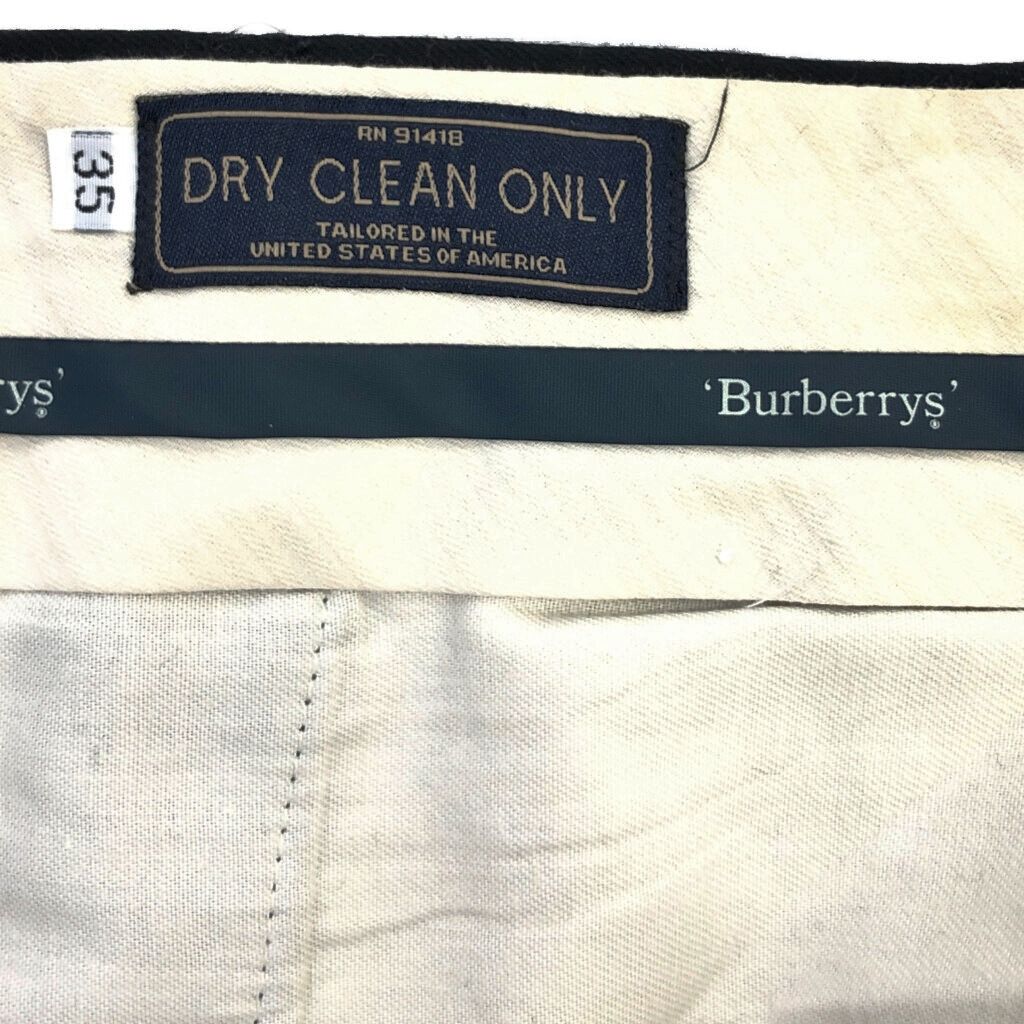 RN 91418
DRY CLEAN ONLY
TAILORED IN THE
UNITED STATES OF AMERICA
35
rys’®
‘Burberrys’®